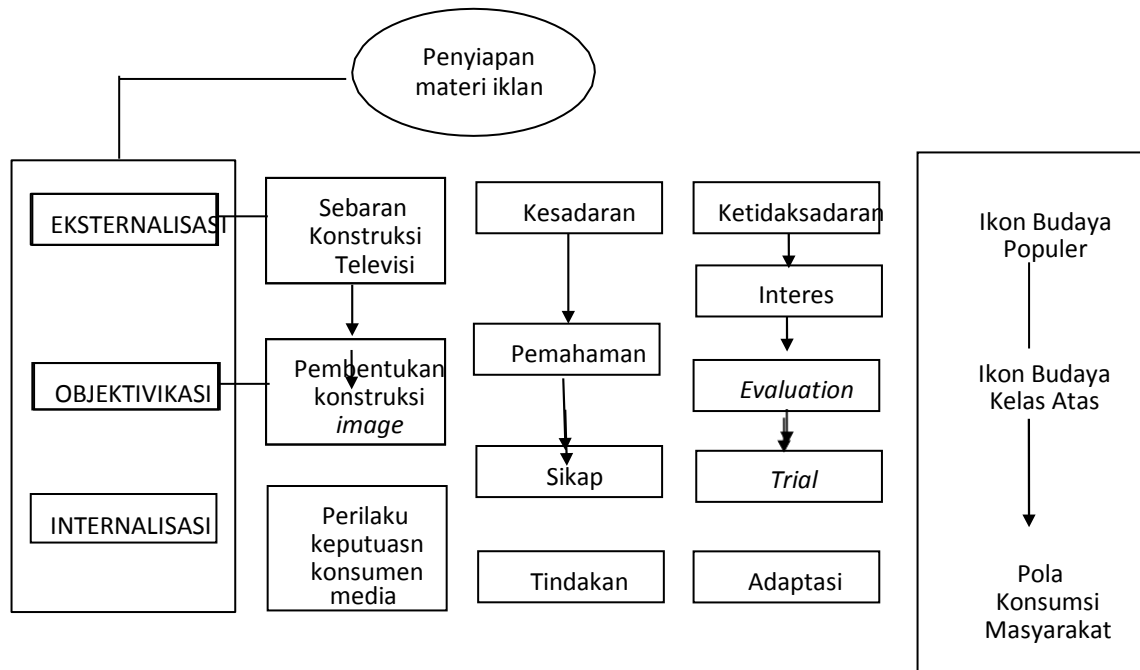 Penyiapan
materi iklan
EKSTERNALISASI
Sebaran
Konstruksi
Televisi
Kesadaran
Ketidaksadaran
Ikon Budaya
Populer
Interes
OBJEKTIVIKASI
Pembentukan
konstruksi
image
Pemahaman
Evaluation
Ikon Budaya
Kelas Atas
Sikap
Trial
INTERNALISASI
Perilaku
keputuasn
konsumen
media
Tindakan
Adaptasi
Pola
Konsumsi
Masyarakat